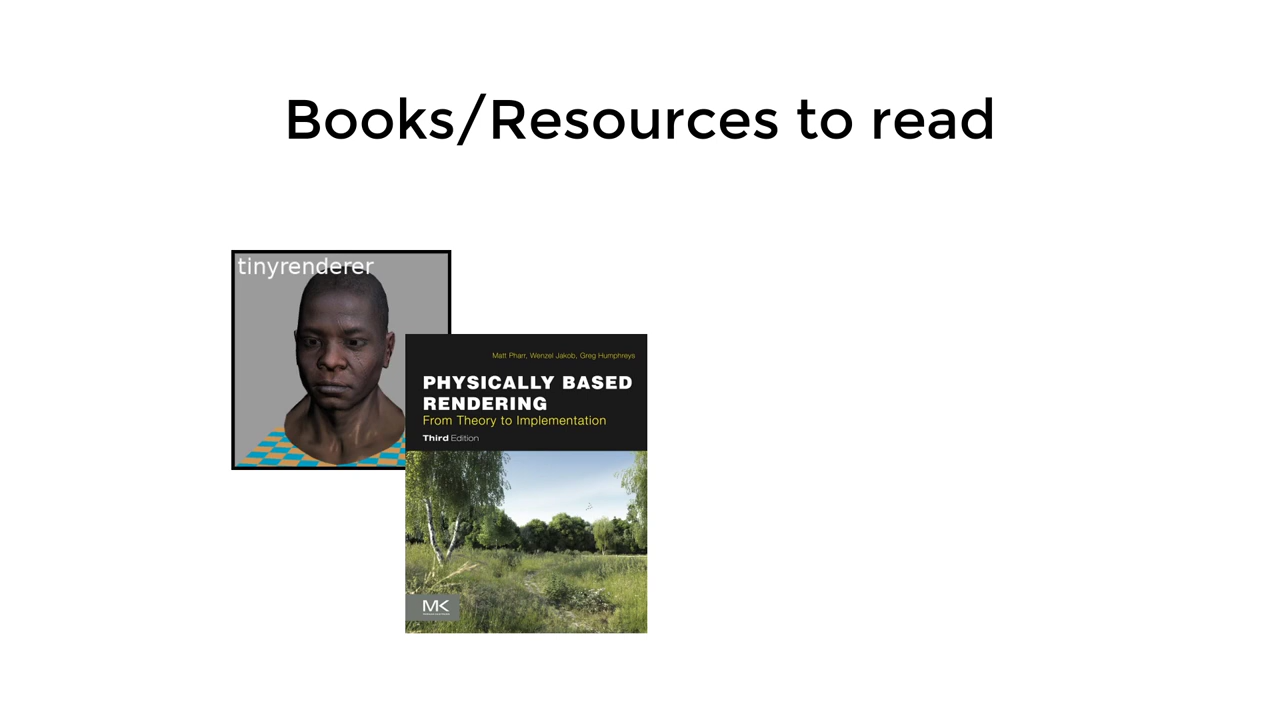 Books/Resources to read
tinyrenderer
Matt Pharr, Wenzel Jakob, Greg Humphreys
PHYSICALLY BASED
RENDERING
From Theory to Implementation
Third Edition
MK